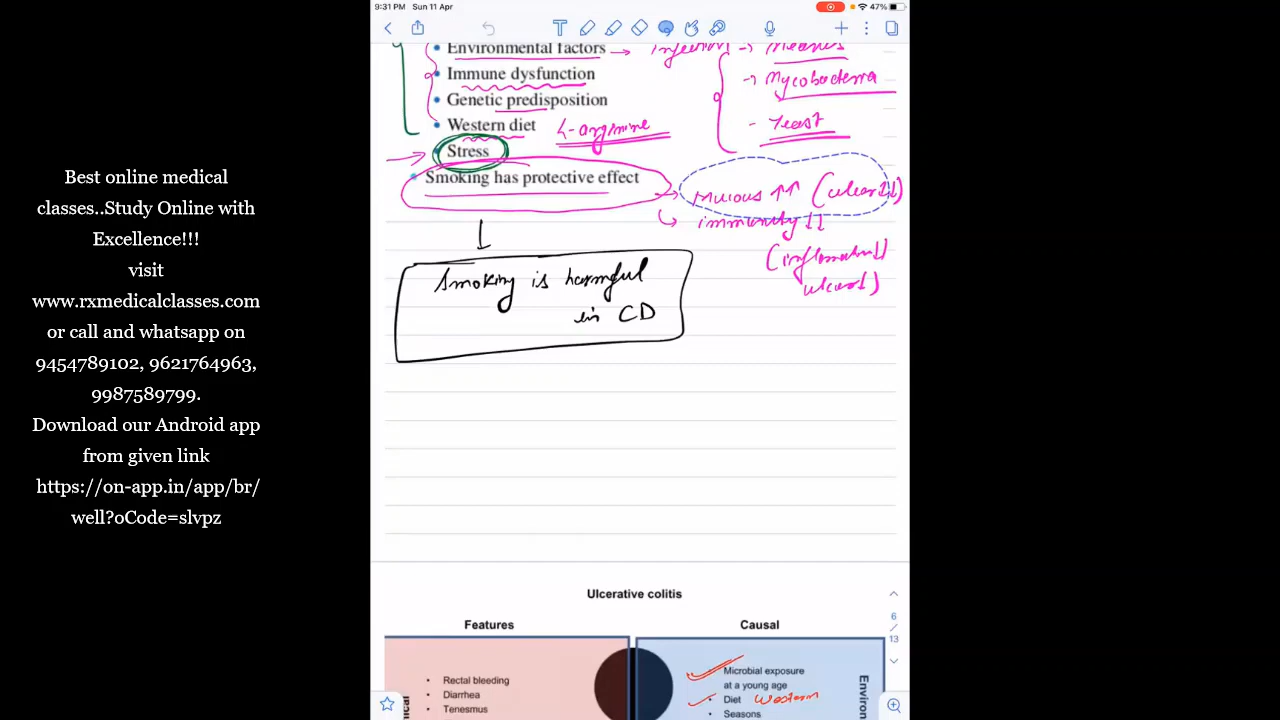 9:31 PM Sun 11 Apr
47%
Environmental factors → infection → Measles
Immune dysfunction
→ Mycobacteria
Genetic predisposition
Western diet L-arginine
- Yeast
Stress
Smoking has protective effect
→ mucous ↑↑ (ulcer↓↓)
immunity ↓↓
Smoking is harmful
in CD
Ulcerative colitis
Features
Causal
Rectal bleeding
Diarrhea
Tenesmus
Microbial exposure
at a young age
Diet Western
Seasons
6
/
13
Best online medical
classes..Study Online with
Excellence!!!
visit
www.rxmedicalclasses.com
or call and whatsapp on
9454789102, 9621764963,
9987589799.
Download our Android app
from given link
https://on-app.in/app/br/
well?oCode=slvpz